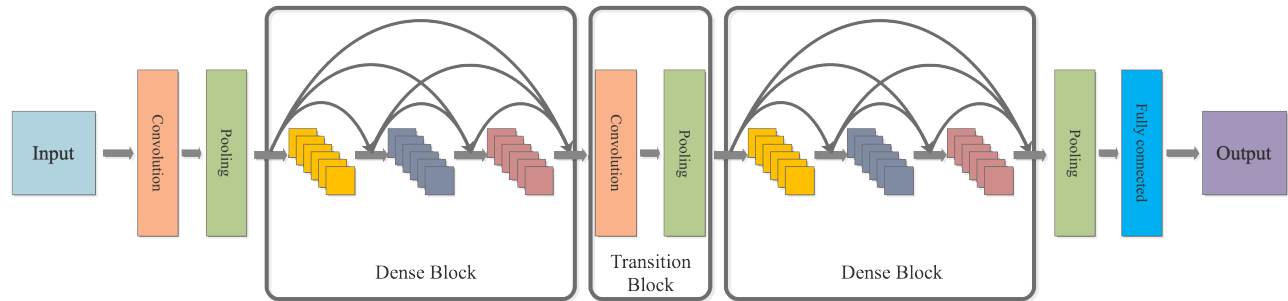 Input
Convolution
Pooling
Dense Block
Convolution
Pooling
Transition
Block
Dense Block
Pooling
Fully connected
Output